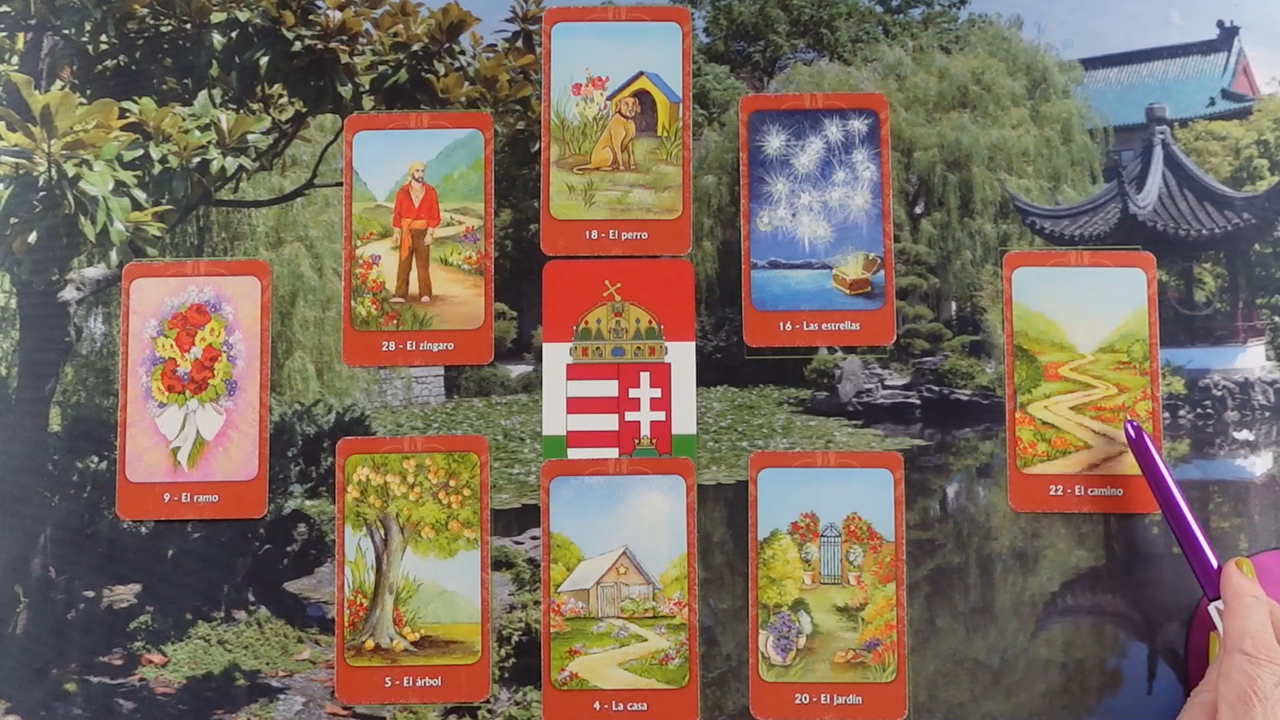 18 - El perro
28 - El zíngaro
16 - Las estrellas
9 - El ramo
22 - El camino
5 - El árbol
4 - La casa
20 - El jardín